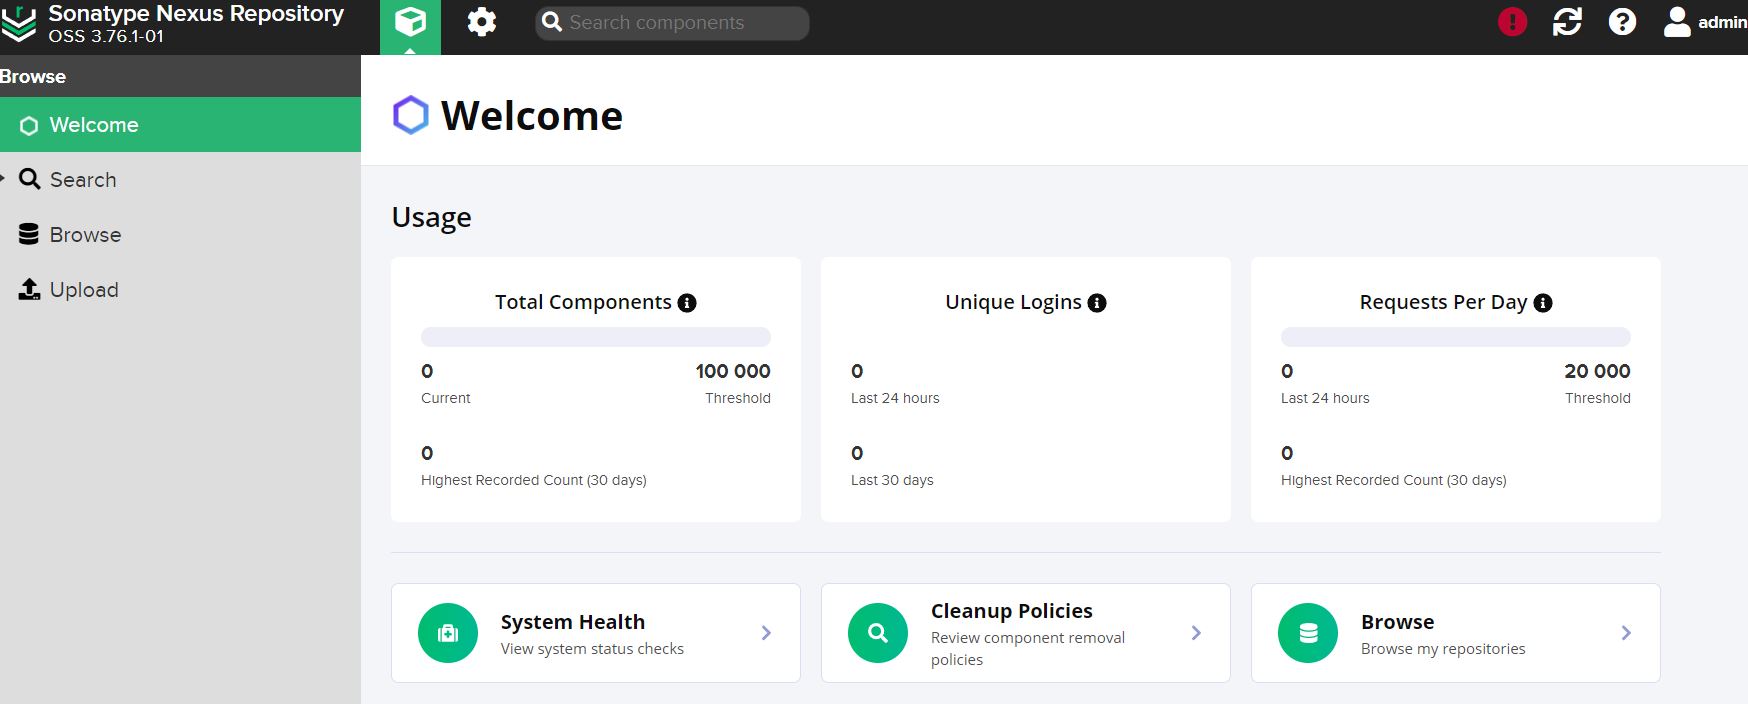 Sonatype Nexus Repository
OSS 3.76.1-01
Search components
admin
Browse
Welcome
Search
Browse
Upload
Welcome
Usage
Total Components
0 100 000
Current Threshold
0
Highest Recorded Count (30 days)
Unique Logins
0
Last 24 hours
0
Last 30 days
Requests Per Day
0 20 000
Last 24 hours Threshold
0
Highest Recorded Count (30 days)
System Health
View system status checks
Cleanup Policies
Review component removal
policies
Browse
Browse my repositories